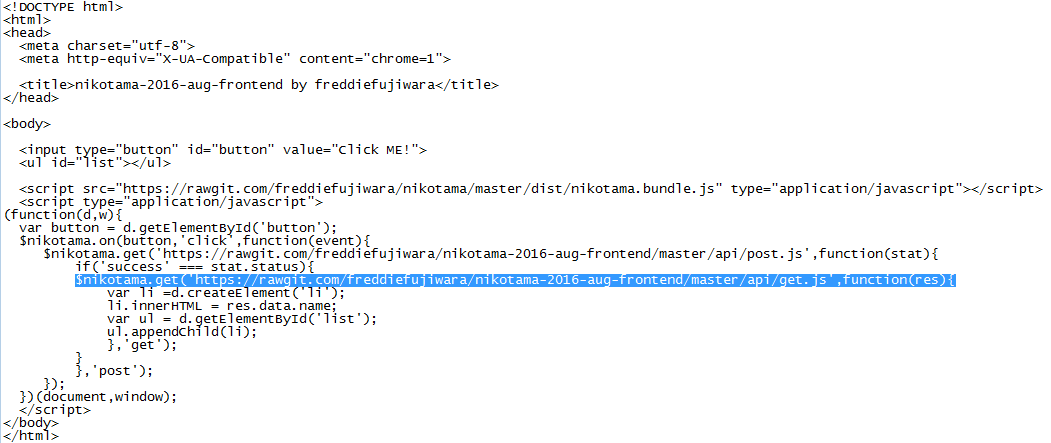 <!DOCTYPE html>
<html>
<head>
  <meta charset="utf-8">
  <meta http-equiv="X-UA-Compatible" content="chrome=1">

  <title>nikotama-2016-aug-frontend by freddiefujiwara</title>
</head>

<body>

  <input type="button" id="button" value="Click ME!">
  <ul id="list"></ul>

  <script src="https://rawgit.com/freddiefujiwara/nikotama/master/dist/nikotama.bundle.js" type="application/javascript"></script>
  <script type="application/javascript">
(function(d,w){
  var button = d.getElementById('button');
  $nikotama.on(button,'click',function(event){
     $nikotama.get('https://rawgit.com/freddiefujiwara/nikotama-2016-aug-frontend/master/api/post.js',function(stat){
         if('success' === stat.status){
         $nikotama.get('https://rawgit.com/freddiefujiwara/nikotama-2016-aug-frontend/master/api/get.js',function(res){
             var li =d.createElement('li');
             li.innerHTML = res.data.name;
             var ul = d.getElementById('list');
             ul.appendChild(li);
             },'get');
         }
         },'post');
     });
  })(document,window);
  </script>
</body>
</html>